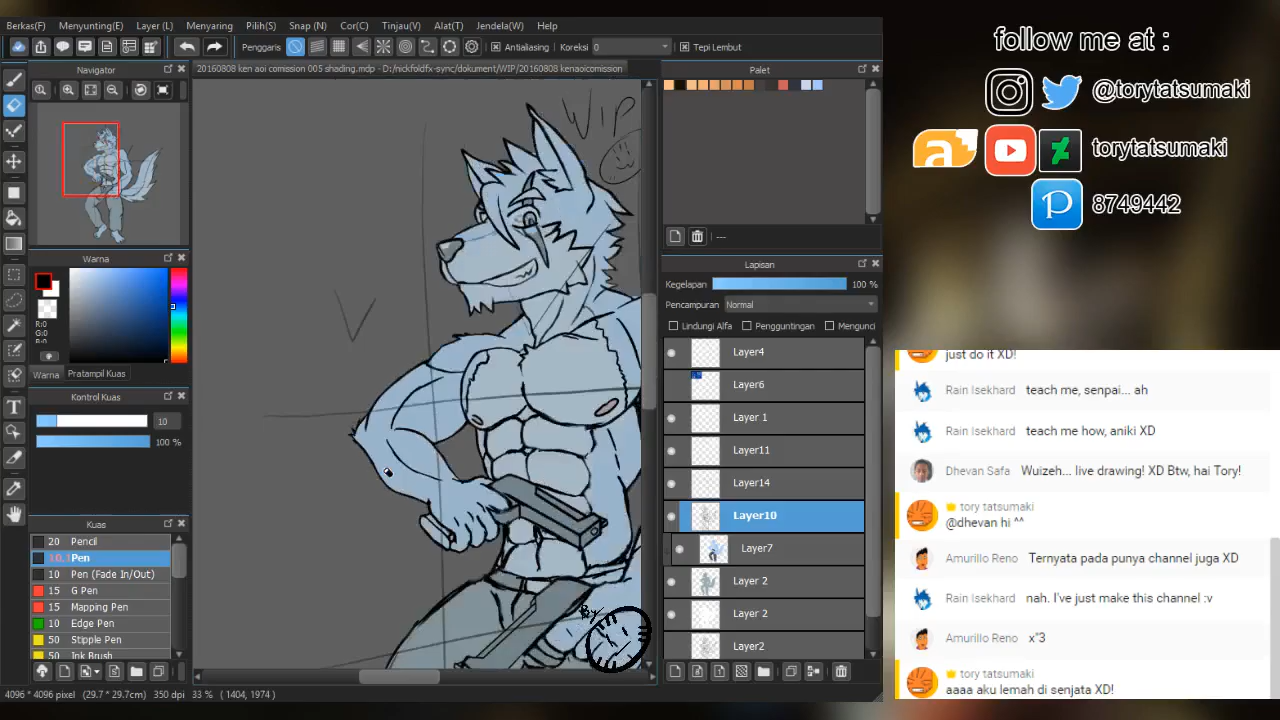 Berkas(F) Menyunting(E) Layer (L) Menyaring Pilih(S) Snap (N) Cor(C) Tinjau(V) Alat(T) Jendela(W) Help
Penggaris Antialiasing Koreksi 0 Tepi Lembut
Navigator
20160808 ken aoi comission 005 shading.mdp - D:/nickfoldfx-sync/dokument/WIP/20160808 kenaoicomission
Palet
WIP
V
By
---
Warna
R:0
G:0
B:0
Warna Pratampil Kuas
Kontrol Kuas
10
100 %
Kuas
20 Pencil
10.1 Pen
10 Pen (Fade In/Out)
15 G Pen
15 Mapping Pen
10 Edge Pen
50 Stipple Pen
50 Ink Brush
Lapisan
Kegelapan 100 %
Pencampuran Normal
Lindungi Alfa Pengguntingan Mengunci
Layer4
Layer6
Layer 1
Layer11
Layer14
Layer10
Layer7
Layer 2
Layer 2
Layer2
4096 * 4096 pixel (29.7 * 29.7cm) 350 dpi 33 % ( 1404, 1974 )
follow me at :
@torytatsumaki
torytatsumaki
8749442
just do it XD!
Rain Isekhard teach me, senpai... ah
Rain Isekhard teach me how, aniki XD
Dhevan Safa Wuizeh... live drawing! XD Btw, hai Tory!
tory tatsumaki
@dhevan hi ^^
Amurillo Reno Ternyata pada punya channel juga XD
Rain Isekhard nah. I've just make this channel :v
Amurillo Reno x"3
tory tatsumaki
aaaa aku lemah di senjata XD!